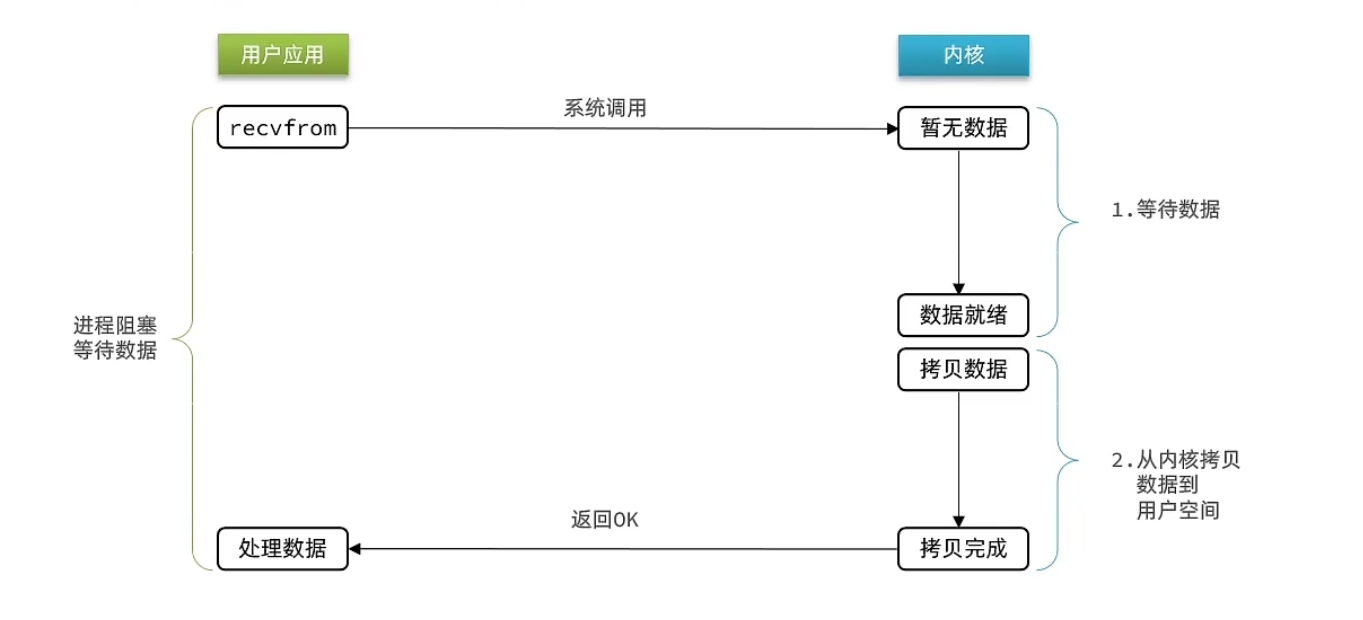 用户应用
内核
系统调用
recvfrom
暂无数据
1.等待数据
数据就绪
进程阻塞
等待数据
拷贝数据
2.从内核拷贝
数据到
用户空间
返回OK
处理数据
拷贝完成